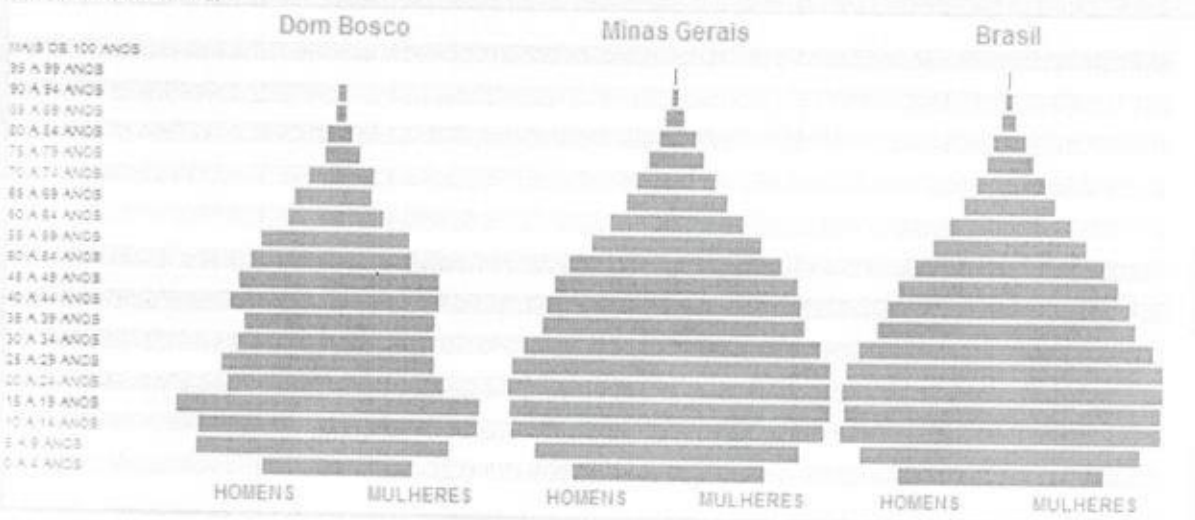 Dom Bosco
Minas Gerais
Brasil
MAIS DE 100 ANOS
95 A 99 ANOS
90 A 94 ANOS
85 A 89 ANOS
80 A 84 ANOS
75 A 79 ANOS
70 A 74 ANOS
65 A 69 ANOS
60 A 64 ANOS
55 A 59 ANOS
50 A 54 ANOS
45 A 49 ANOS
40 A 44 ANOS
35 A 39 ANOS
30 A 34 ANOS
25 A 29 ANOS
20 A 24 ANOS
15 A 19 ANOS
10 A 14 ANOS
5 A 9 ANOS
0 A 4 ANOS
HOMENS
MULHERES
HOMENS
MULHERES
HOMENS
MULHERES